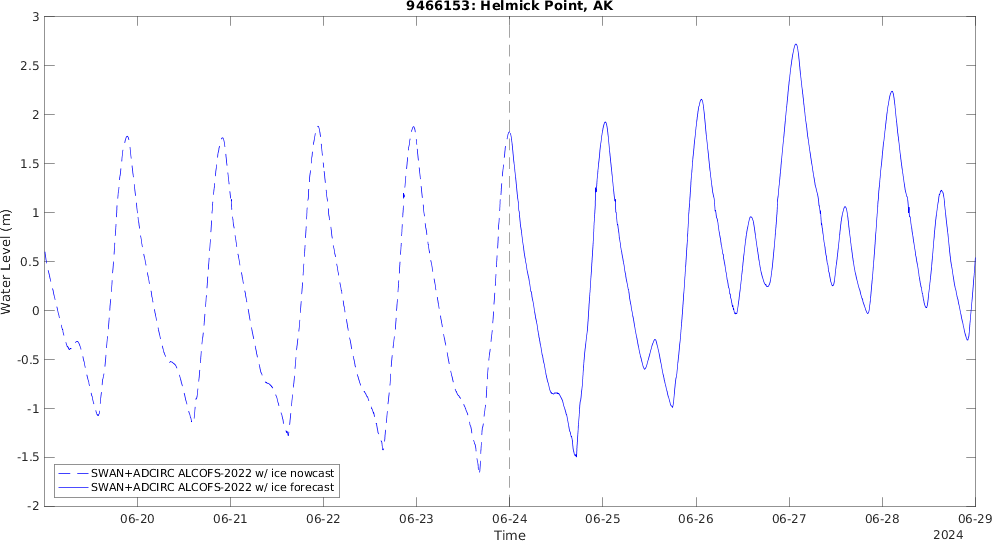 9466153: Helmick Point, AK
3
2.5
2
1.5
1
0.5
0
-0.5
-1
-1.5
-2
Water Level (m)
SWAN+ADCIRC ALCOFS-2022 w/ ice nowcast
SWAN+ADCIRC ALCOFS-2022 w/ ice forecast
06-20 06-21 06-22 06-23 06-24 06-25 06-26 06-27 06-28 06-29
Time
2024